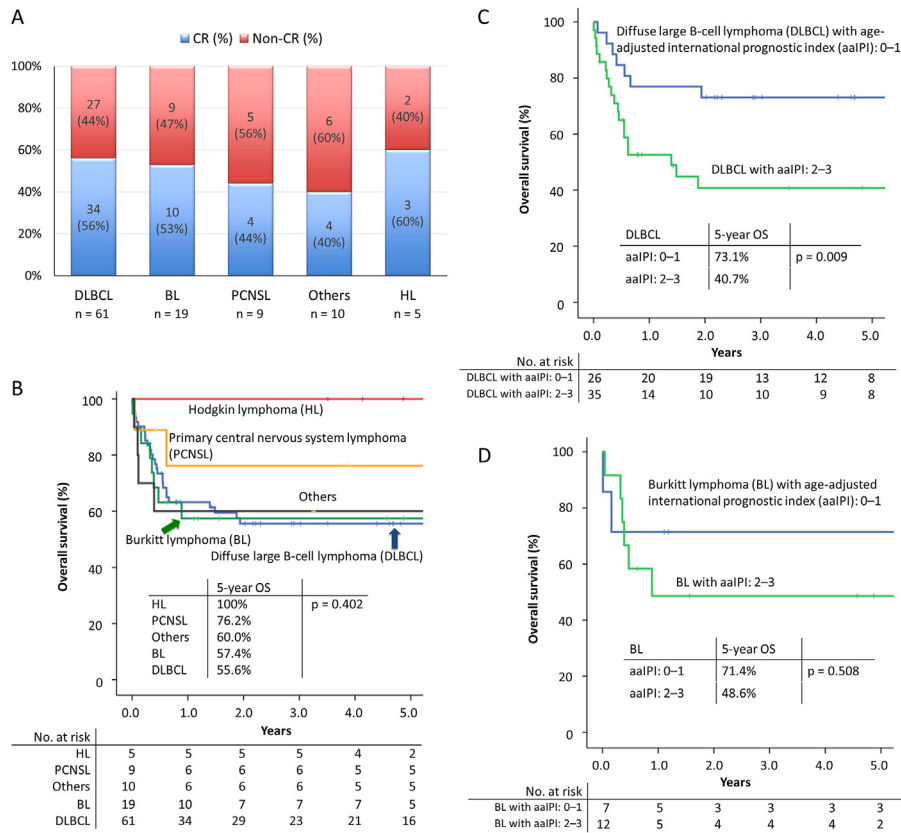 A
CR (%) Non-CR (%)
100%
80%
60%
40%
20%
0%
27
(44%)
9
(47%)
5
(56%)
6
(60%)
2
(40%)
34
(56%)
10
(53%)
4
(44%)
4
(40%)
3
(60%)
DLBCL BL PCNSL Others HL
n = 61 n = 19 n = 9 n = 10 n = 5
B
Overall survival (%)
100
80
60
40
20
0
Hodgkin lymphoma (HL)
Primary central nervous system lymphoma
(PCNSL)
Others
Burkitt lymphoma (BL)
Diffuse large B-cell lymphoma (DLBCL)
5-year OS
HL 100% p = 0.402
PCNSL 76.2%
Others 60.0%
BL 57.4%
DLBCL 55.6%
0.0 1.0 2.0 3.0 4.0 5.0
Years
No. at risk
HL 5 5 5 5 4 2
PCNSL 9 6 6 6 5 5
Others 10 6 6 6 5 5
BL 19 10 7 7 7 5
DLBCL 61 34 29 23 21 16
C
Overall survival (%)
100
80
60
40
20
0
Diffuse large B-cell lymphoma (DLBCL) with age-
adjusted international prognostic index (aaIPI): 0–1
DLBCL with aaIPI: 2–3
DLBCL 5-year OS
aaIPI: 0–1 73.1% p = 0.009
aaIPI: 2–3 40.7%
0.0 1.0 2.0 3.0 4.0 5.0
Years
No. at risk
DLBCL with aaIPI: 0–1 26 20 19 13 12 8
DLBCL with aaIPI: 2–3 35 14 10 10 9 8
D
Overall survival (%)
100
80
60
40
20
0
Burkitt lymphoma (BL) with age-adjusted
international prognostic index (aaIPI): 0–1
BL with aaIPI: 2–3
BL 5-year OS
aaIPI: 0–1 71.4% p = 0.508
aaIPI: 2–3 48.6%
0.0 1.0 2.0 3.0 4.0 5.0
Years
No. at risk
BL with aaIPI: 0–1 7 5 3 3 3 3
BL with aaIPI: 2–3 12 5 4 4 4 2